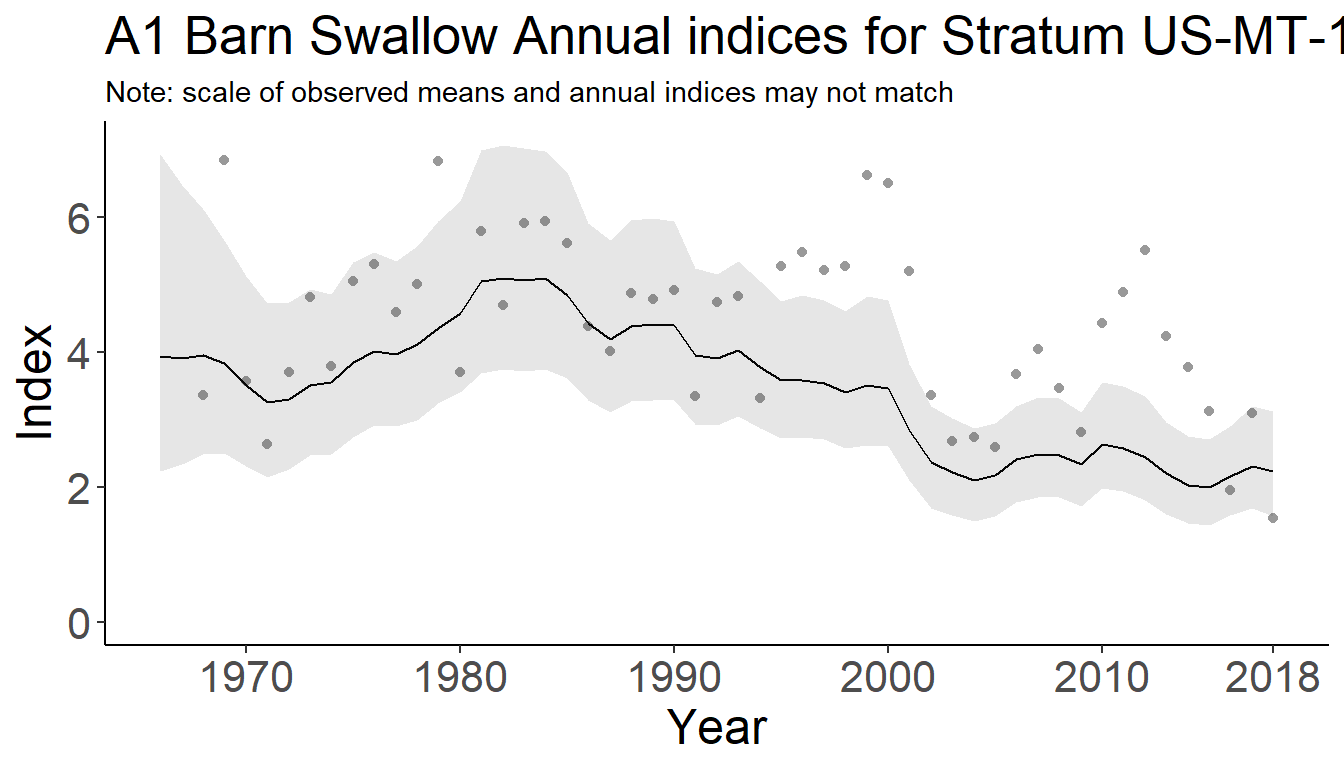 A1 Barn Swallow Annual indices for Stratum US-MT-1
Note: scale of observed means and annual indices may not match
Index
6
4
2
0
1970 1980 1990 2000 2010 2018
Year